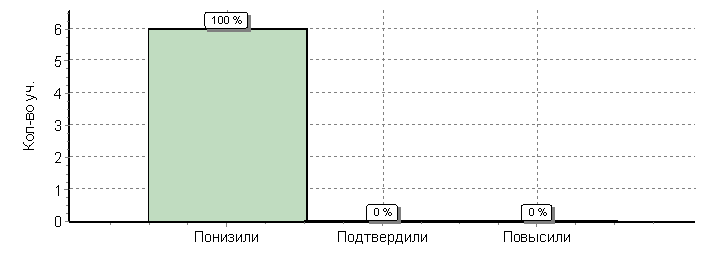 100 %
6
5
4
3
2
1
0
Кол-во уч.
0 %
0 %
Понизили
Подтвердили
Повысили